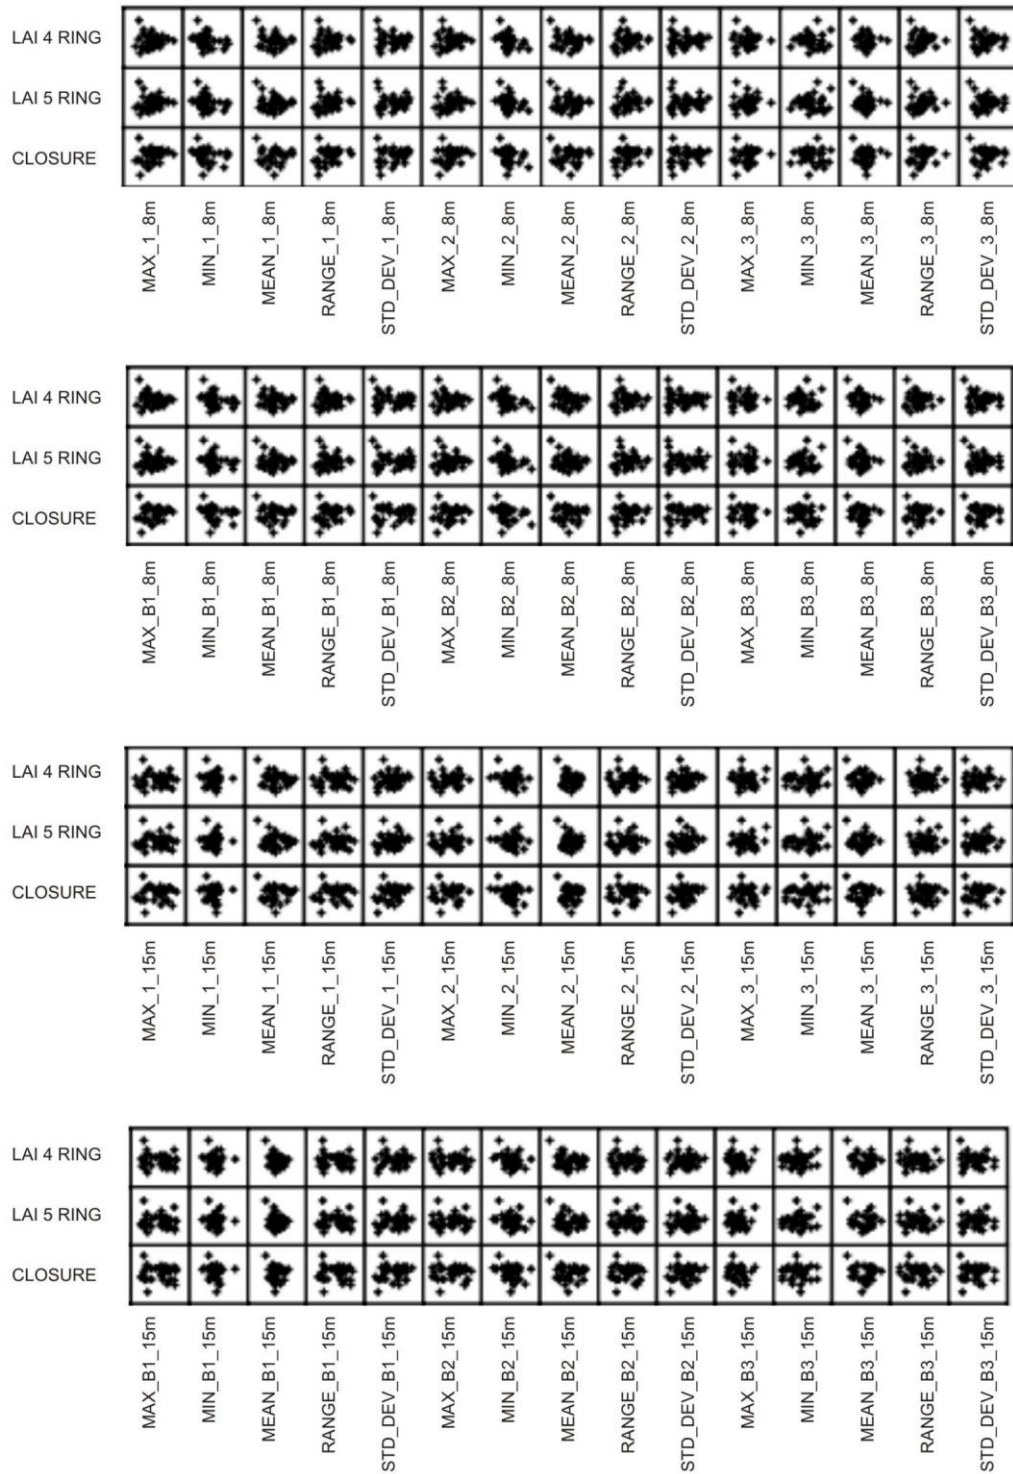 LAI 4 RING
LAI 5 RING
CLOSURE
MAX_1_8m
MIN_1_8m
MEAN_1_8m
RANGE_1_8m
STD_DEV_1_8m
MAX_2_8m
MIN_2_8m
MEAN_2_8m
RANGE_2_8m
STD_DEV_2_8m
MAX_3_8m
MIN_3_8m
MEAN_3_8m
RANGE_3_8m
STD_DEV_3_8m
LAI 4 RING
LAI 5 RING
CLOSURE
MAX_B1_8m
MIN_B1_8m
MEAN_B1_8m
RANGE_B1_8m
STD_DEV_B1_8m
MAX_B2_8m
MIN_B2_8m
MEAN_B2_8m
RANGE_B2_8m
STD_DEV_B2_8m
MAX_B3_8m
MIN_B3_8m
MEAN_B3_8m
RANGE_B3_8m
STD_DEV_B3_8m
LAI 4 RING
LAI 5 RING
CLOSURE
MAX_1_15m
MIN_1_15m
MEAN_1_15m
RANGE_1_15m
STD_DEV_1_15m
MAX_2_15m
MIN_2_15m
MEAN_2_15m
RANGE_2_15m
STD_DEV_2_15m
MAX_3_15m
MIN_3_15m
MEAN_3_15m
RANGE_3_15m
STD_DEV_3_15m
LAI 4 RING
LAI 5 RING
CLOSURE
MAX_B1_15m
MIN_B1_15m
MEAN_B1_15m
RANGE_B1_15m
STD_DEV_B1_15m
MAX_B2_15m
MIN_B2_15m
MEAN_B2_15m
RANGE_B2_15m
STD_DEV_B2_15m
MAX_B3_15m
MIN_B3_15m
MEAN_B3_15m
RANGE_B3_15m
STD_DEV_B3_15m